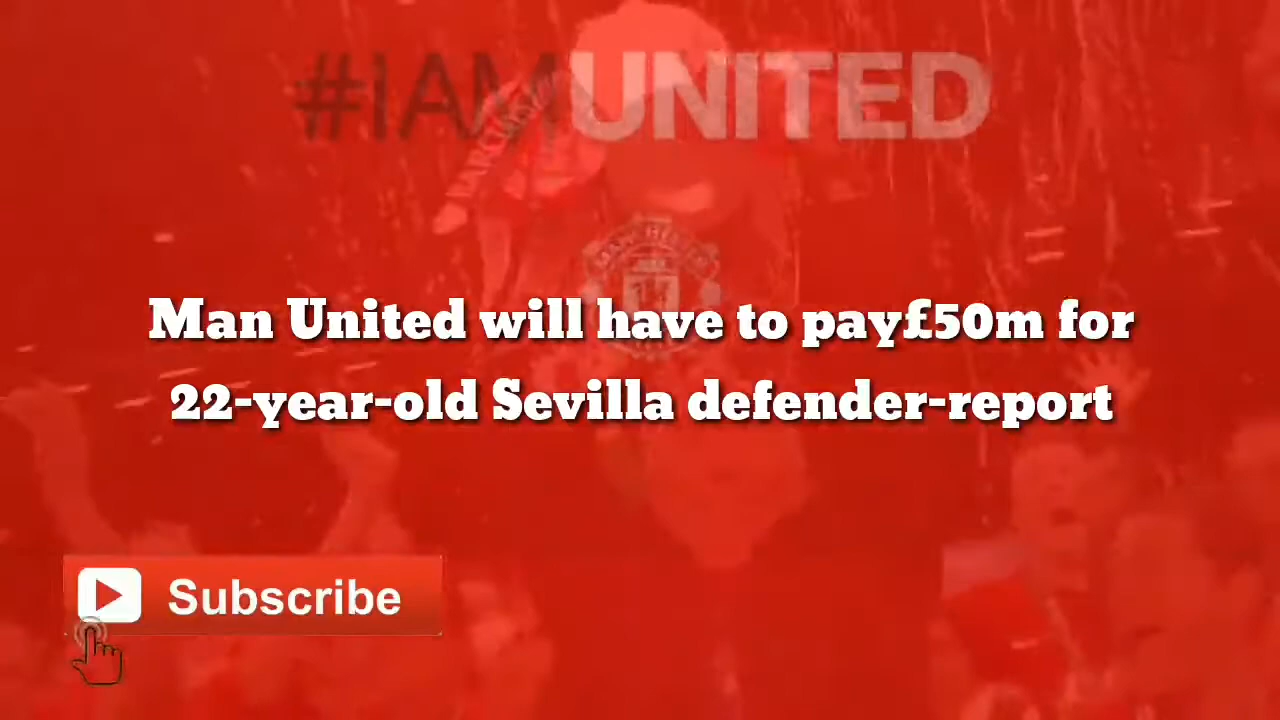 #IAMUNITED
Man United will have to pay£50m for
22-year-old Sevilla defender-report
Subscribe